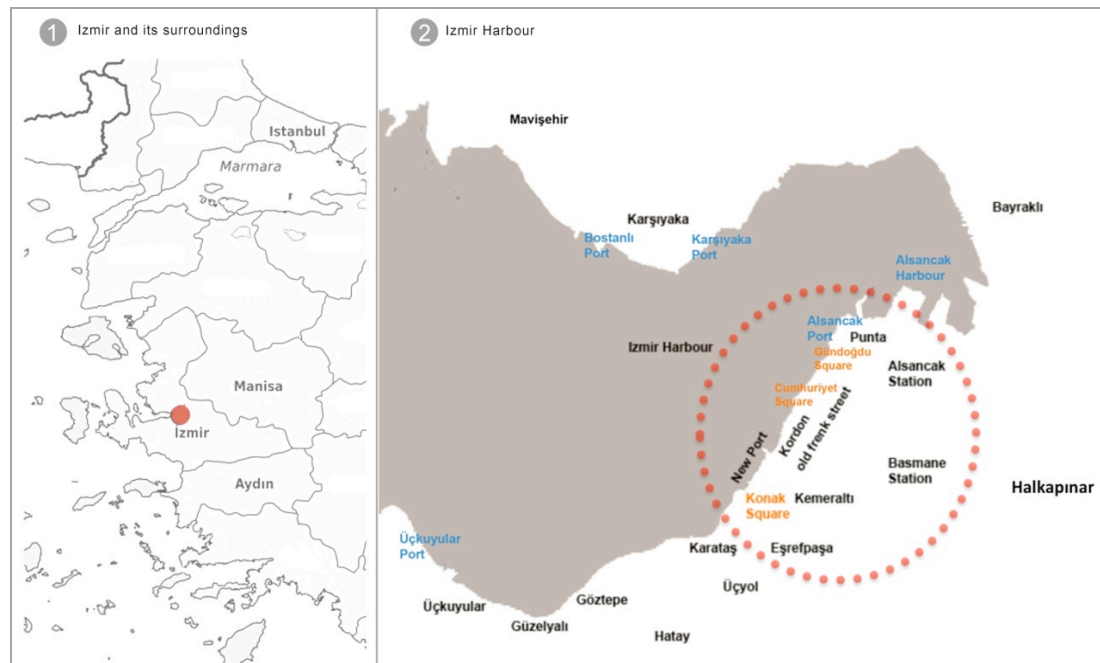 1 Izmir and its surroundings
Istanbul
Marmara
Manisa
Izmir
Aydın
2 Izmir Harbour
Mavişehir
Bayraklı
Karşıyaka
Bostanlı
Port
Karşıyaka
Port
Alsancak
Harbour
Alsancak
Port
Punta
Izmir Harbour
Gündoğdu
Square
Alsancak
Station
Cumhuriyet
Square
Kordon
old frenk street
New Port
Basmane
Station
Halkapınar
Konak
Square
Kemeraltı
Üçkuyular
Port
Karataş
Eşrefpaşa
Üçyol
Göztepe
Üçkuyular
Güzelyalı
Hatay